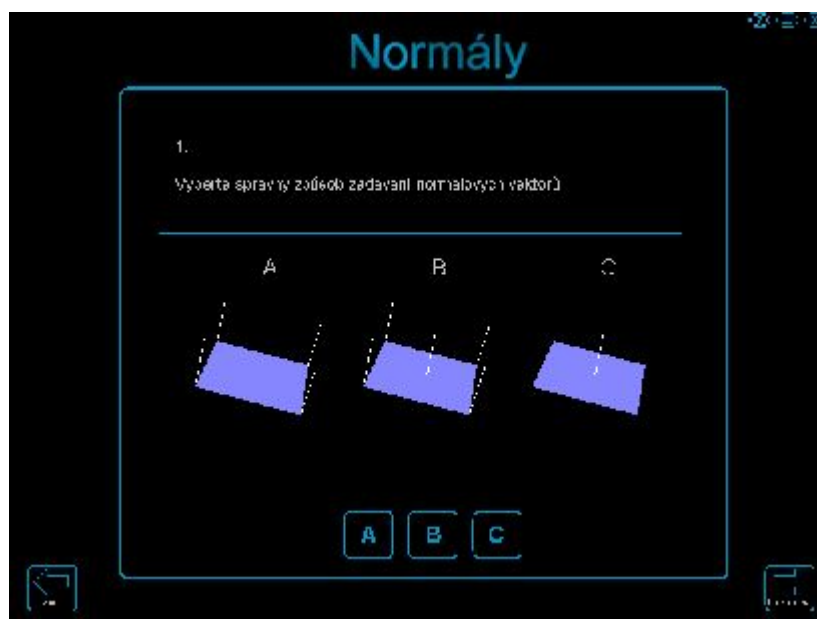 Normály
1.
Vyberte správný způsob zadávání normálových vektorů
A B C
A B C